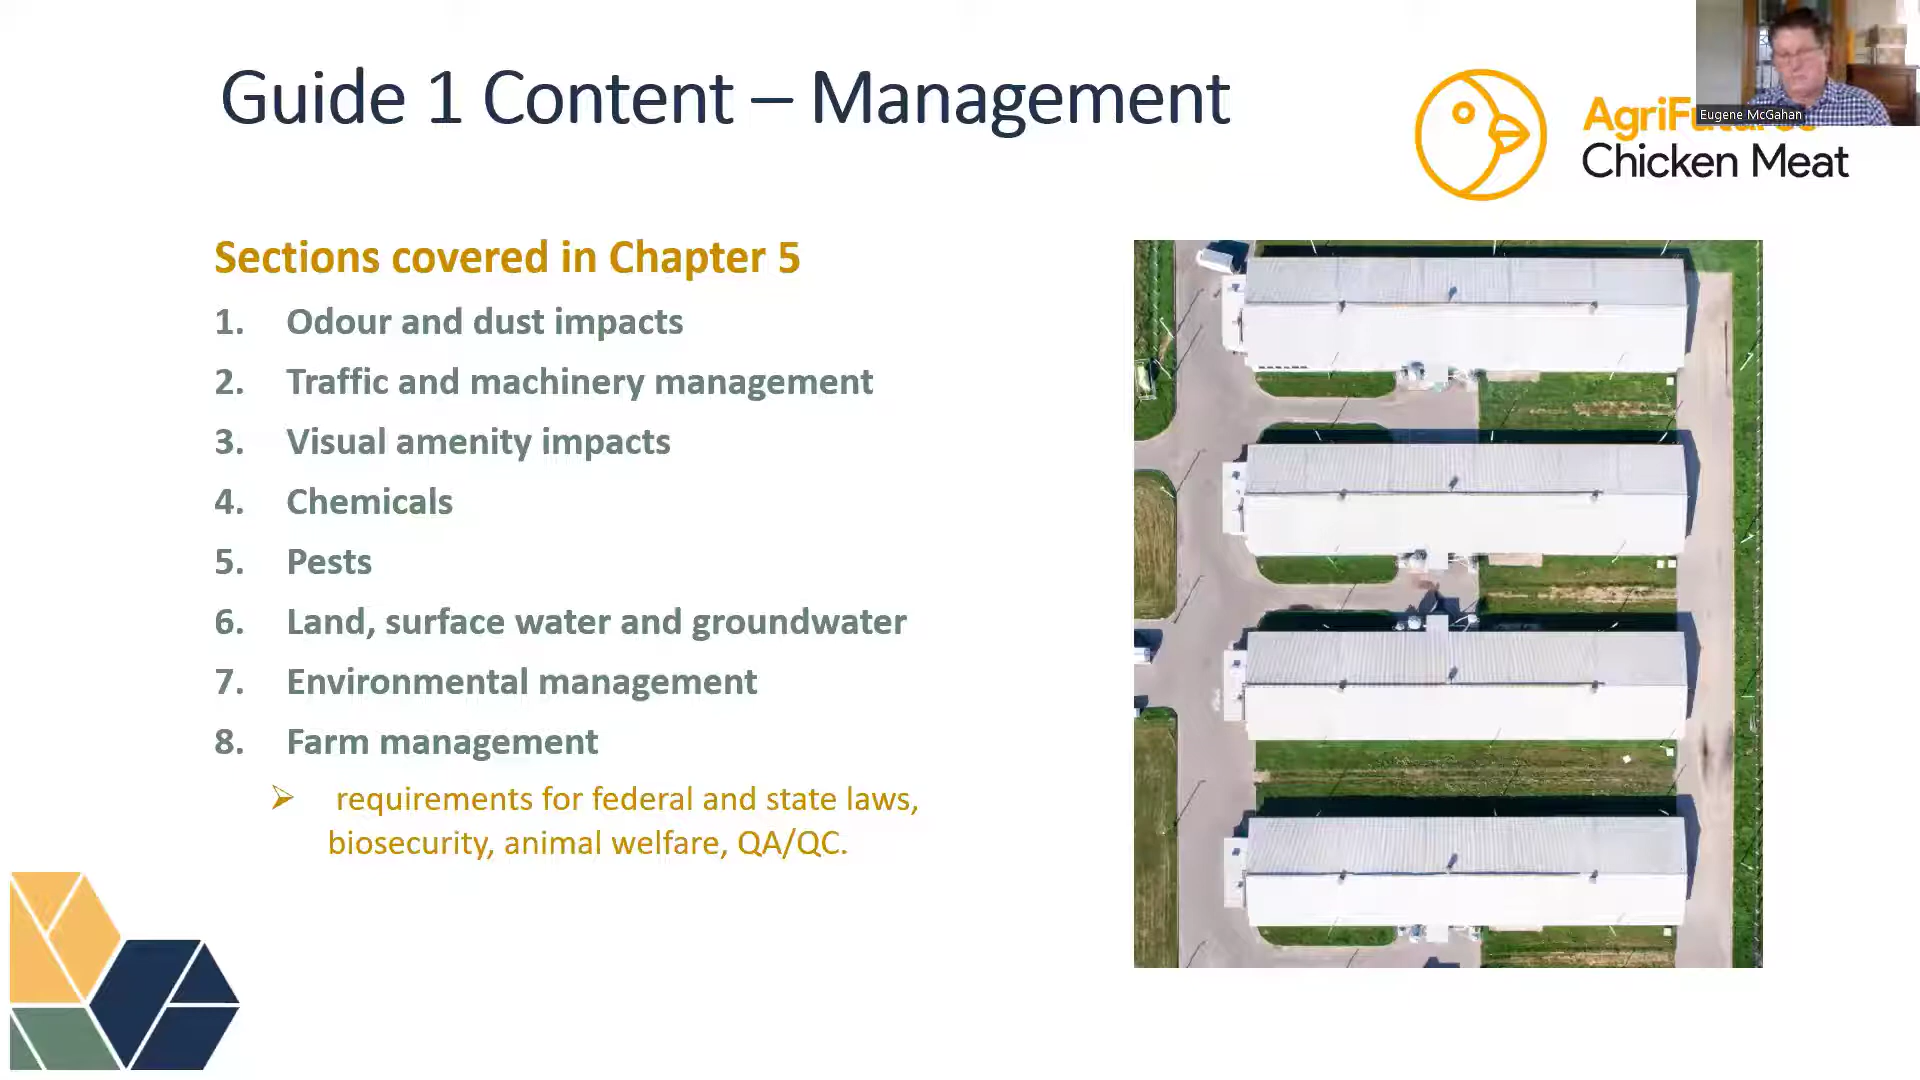 Guide 1 Content – Management
Eugene McGahan
Chicken Meat
Sections covered in Chapter 5
1. Odour and dust impacts
2. Traffic and machinery management
3. Visual amenity impacts
4. Chemicals
5. Pests
6. Land, surface water and groundwater
7. Environmental management
8. Farm management
➢ requirements for federal and state laws,
biosecurity, animal welfare, QA/QC.